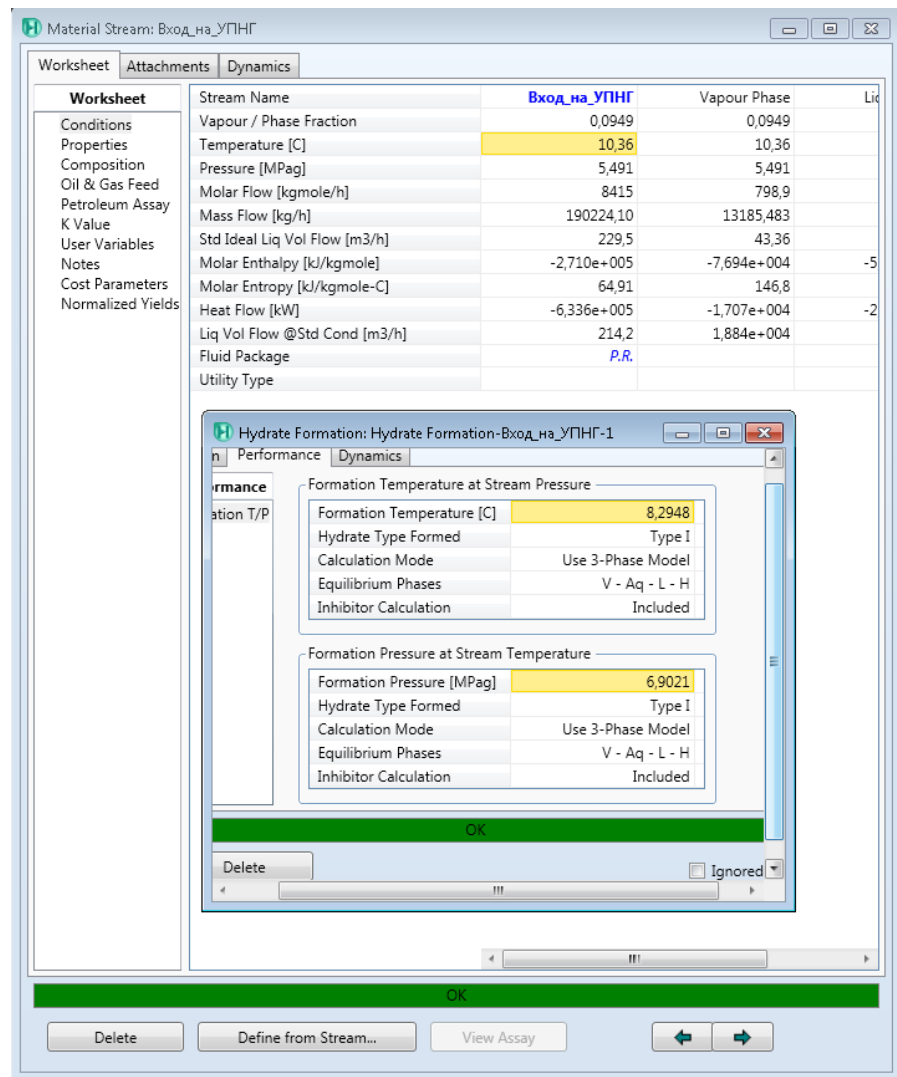 Material Stream: Вход_на_УПНГ
Worksheet Attachments Dynamics
Worksheet
Conditions
Properties
Composition
Oil & Gas Feed
Petroleum Assay
K Value
User Variables
Notes
Cost Parameters
Normalized Yields
Stream Name Вход_на_УПНГ Vapour Phase Lic
Vapour / Phase Fraction 0,0949 0,0949
Temperature [C] 10,36 10,36
Pressure [MPag] 5,491 5,491
Molar Flow [kgmole/h] 8415 798,9
Mass Flow [kg/h] 190224,10 13185,483
Std Ideal Liq Vol Flow [m3/h] 229,5 43,36
Molar Enthalpy [kJ/kgmole] -2,710e+005 -7,694e+004 -5
Molar Entropy [kJ/kgmole-C] 64,91 146,8
Heat Flow [kW] -6,336e+005 -1,707e+004 -2
Liq Vol Flow @Std Cond [m3/h] 214,2 1,884e+004
Fluid Package P.R.
Utility Type
Hydrate Formation: Hydrate Formation-Вход_на_УПНГ-1
n Performance Dynamics
rmance
ation T/P
Formation Temperature at Stream Pressure
Formation Temperature [C] 8,2948
Hydrate Type Formed Type I
Calculation Mode Use 3-Phase Model
Equilibrium Phases V - Aq - L - H
Inhibitor Calculation Included
Formation Pressure at Stream Temperature
Formation Pressure [MPag] 6,9021
Hydrate Type Formed Type I
Calculation Mode Use 3-Phase Model
Equilibrium Phases V - Aq - L - H
Inhibitor Calculation Included
OK
Delete Ignored
OK
Delete Define from Stream... View Assay